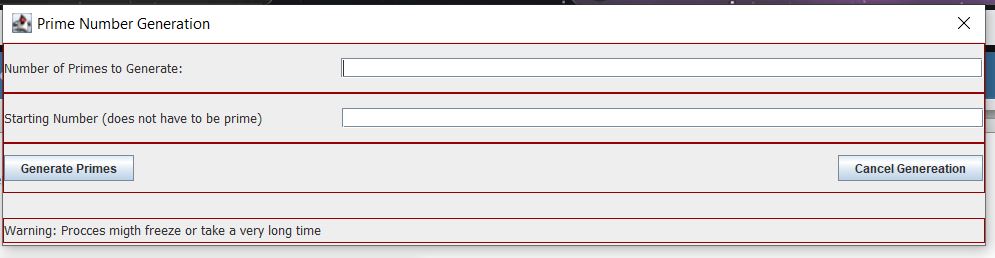 Prime Number Generation
Number of Primes to Generate:
Starting Number (does not have to be prime)
Generate Primes
Cancel Genereation
Warning: Procces migth freeze or take a very long time